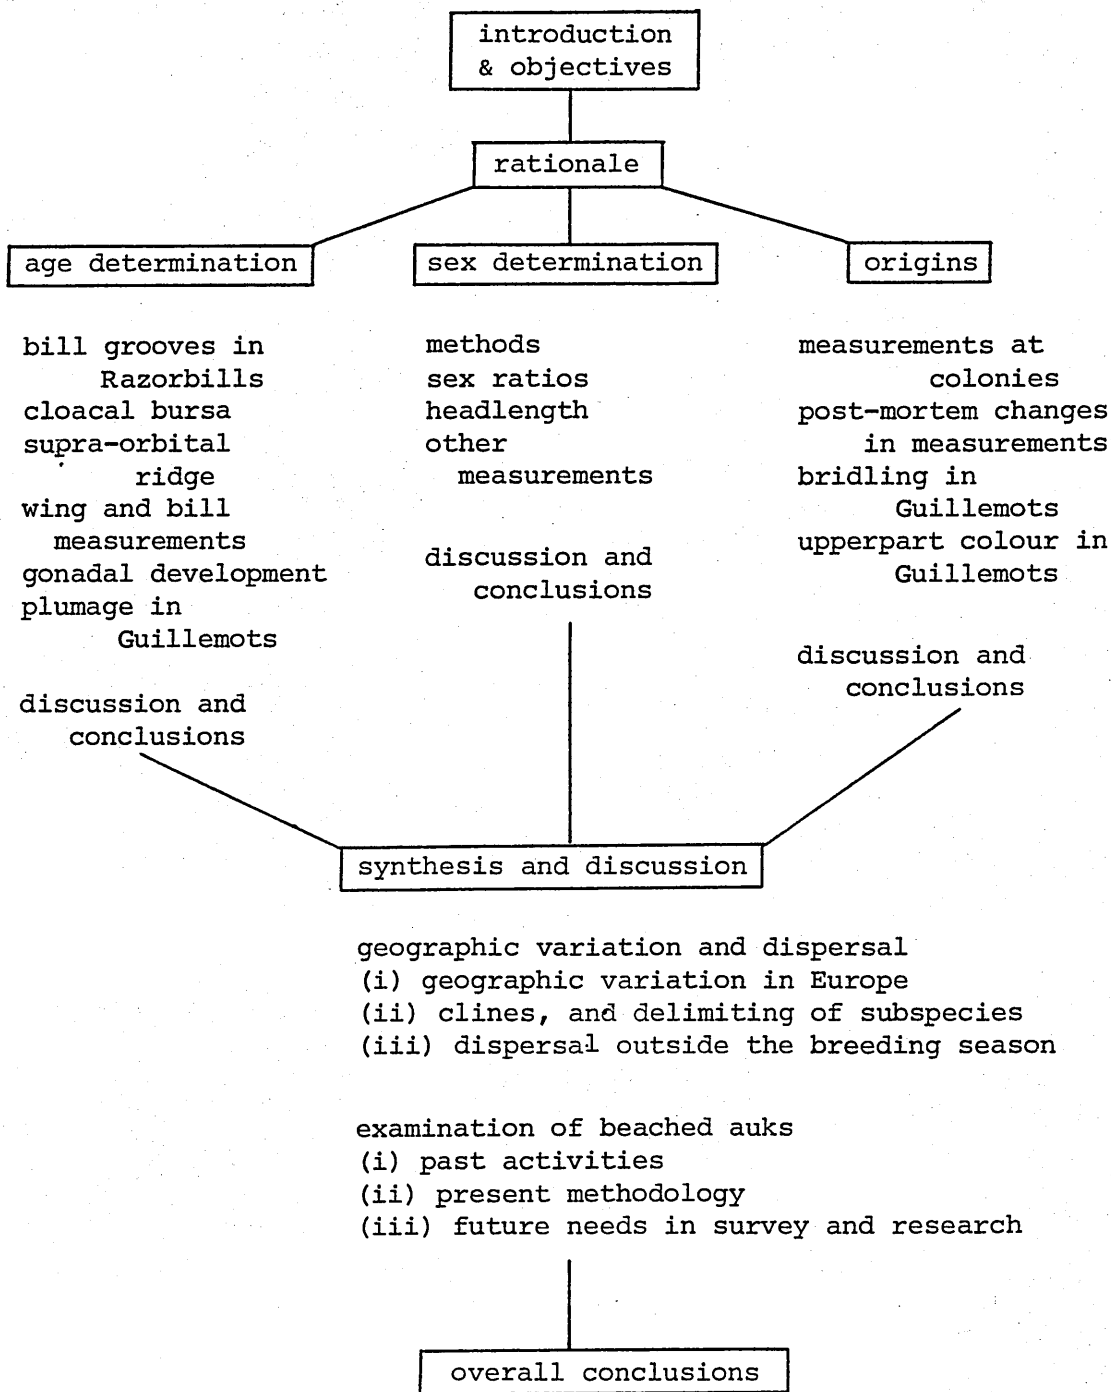 introduction
& objectives
rationale
age determination
sex determination
origins
bill grooves in
Razorbills
cloacal bursa
supra-orbital
ridge
wing and bill
measurements
gonadal development
plumage in
Guillemots
discussion and
conclusions
methods
sex ratios
headlength
other
measurements
discussion and
conclusions
measurements at
colonies
post-mortem changes
in measurements
bridling in
Guillemots
upperpart colour in
Guillemots
discussion and
conclusions
synthesis and discussion
geographic variation and dispersal
(i) geographic variation in Europe
(ii) clines, and delimiting of subspecies
(iii) dispersal outside the breeding season
examination of beached auks
(i) past activities
(ii) present methodology
(iii) future needs in survey and research
overall conclusions